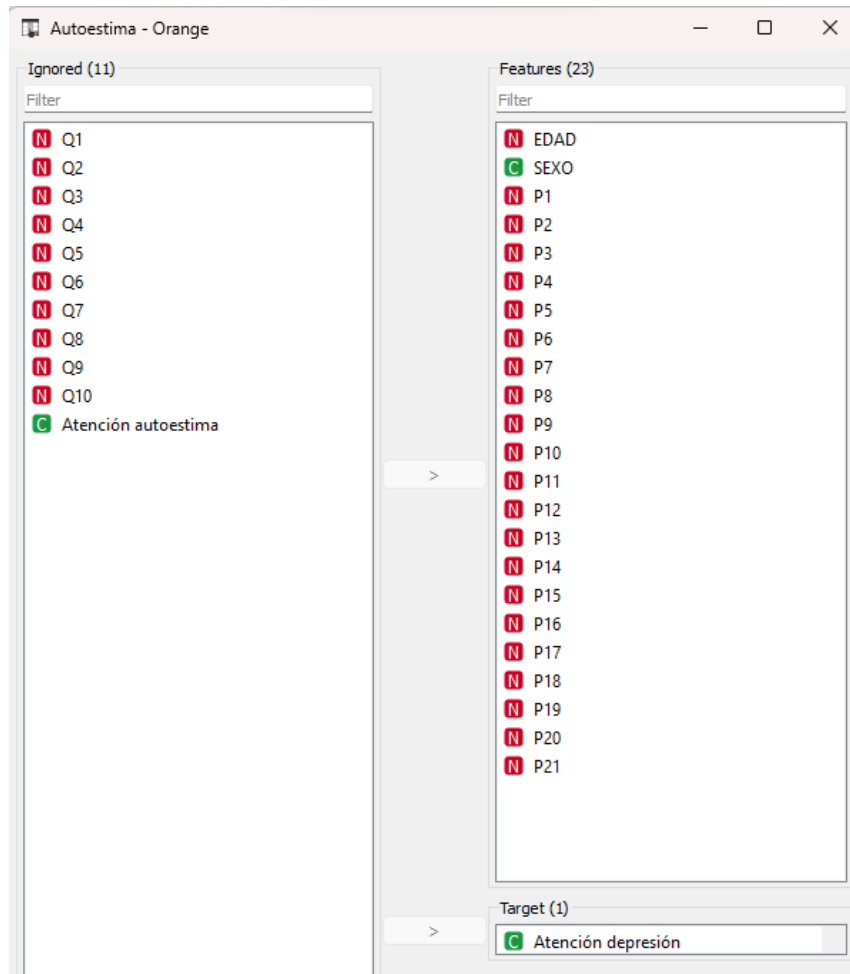 Autoestima - Orange
Ignored (11)
Filter
N Q1
N Q2
N Q3
N Q4
N Q5
N Q6
N Q7
N Q8
N Q9
N Q10
C Atención autoestima
>
>
Features (23)
Filter
N EDAD
C SEXO
N P1
N P2
N P3
N P4
N P5
N P6
N P7
N P8
N P9
N P10
N P11
N P12
N P13
N P14
N P15
N P16
N P17
N P18
N P19
N P20
N P21
Target (1)
C Atención depresión